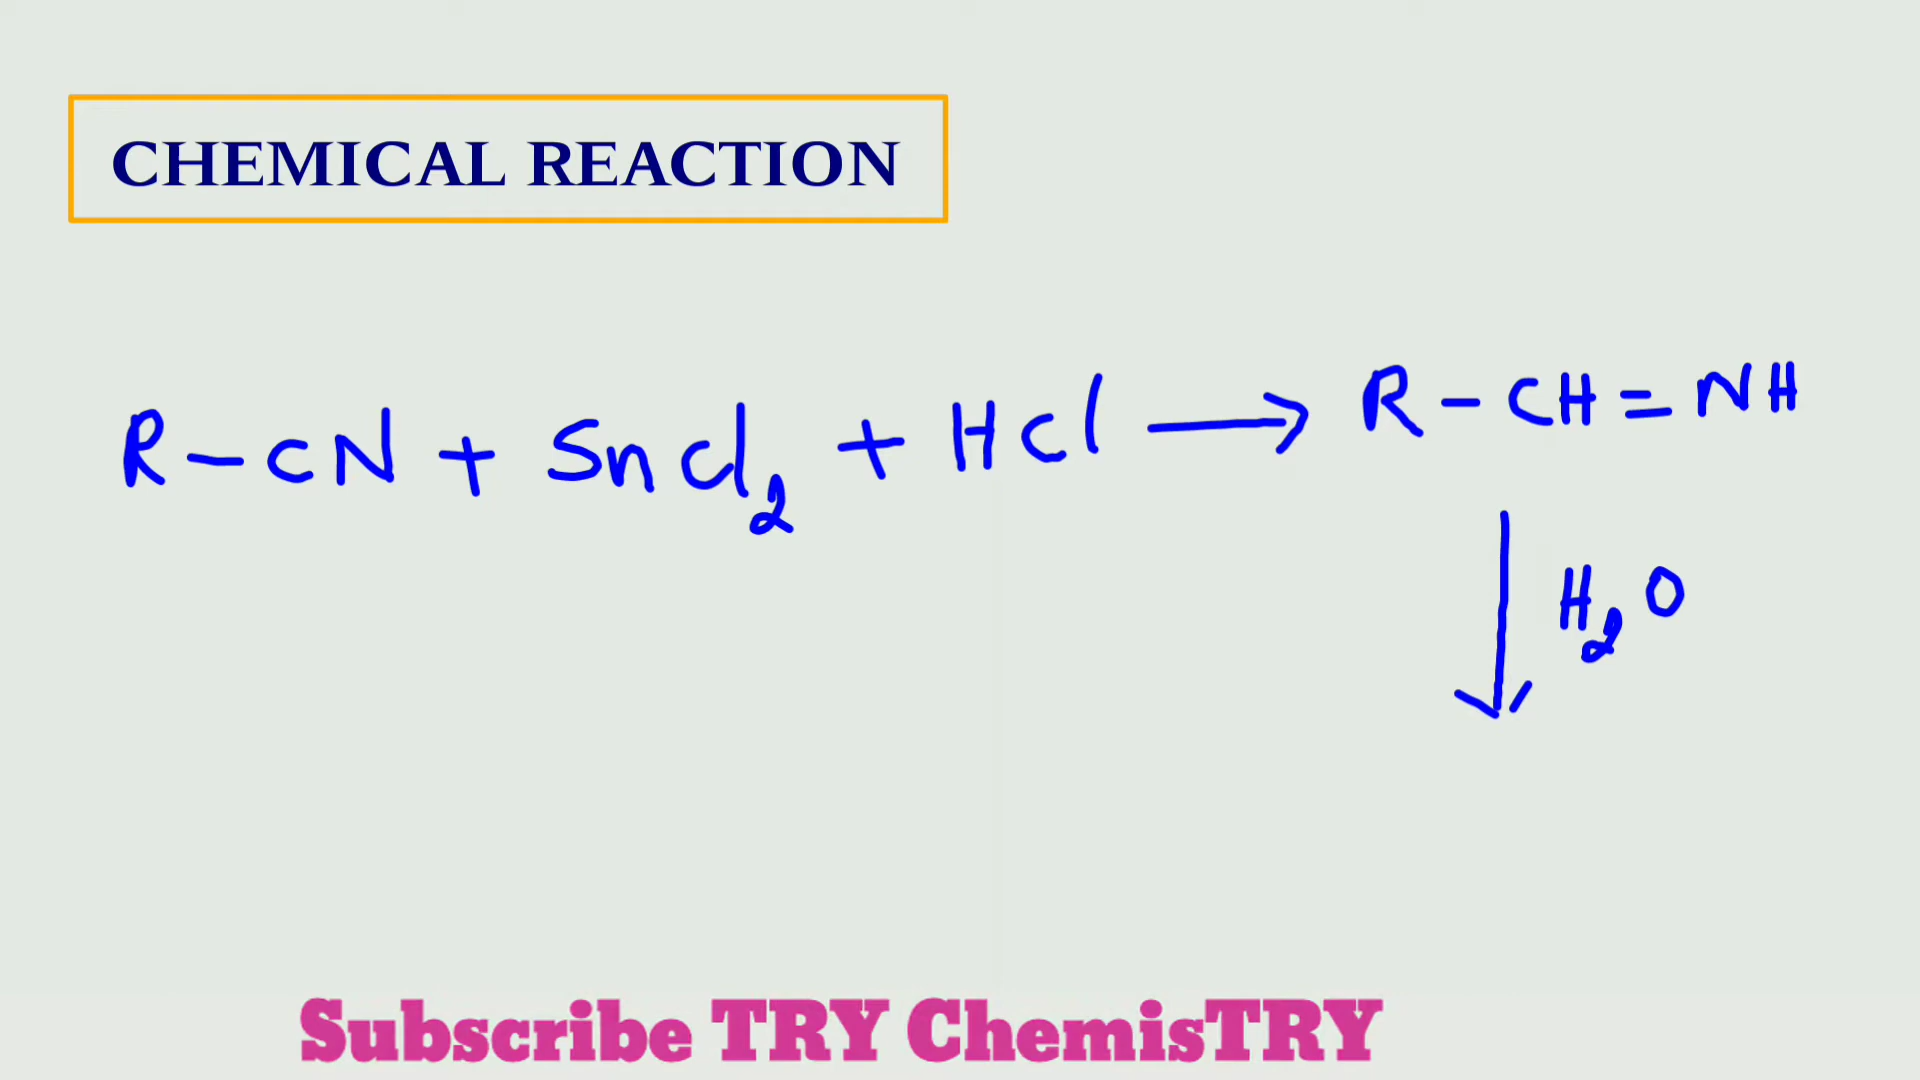 CHEMICAL REACTION
R-CN + SnCl₂ + HCl → R-CH=NH
↓ H₂O
Subscribe TRY ChemisTRY